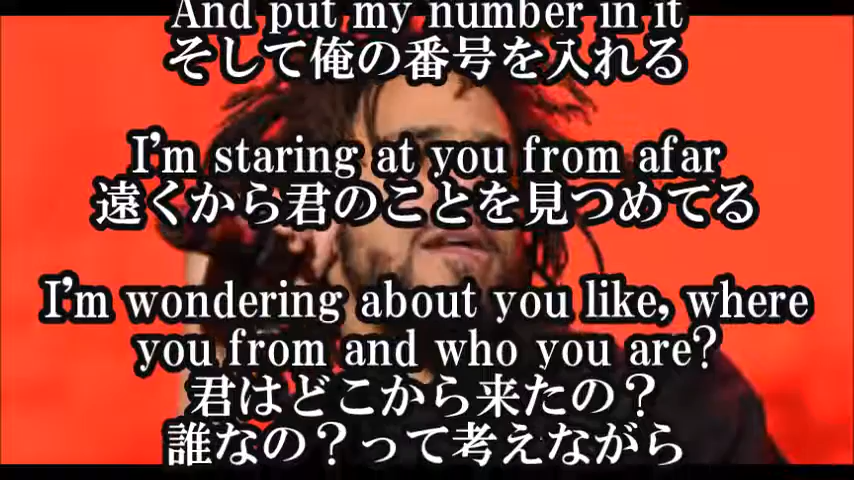 And put my number in it
そして俺の番号を入れる
I'm staring at you from afar
遠くから君のことを見つめてる
I'm wondering about you like, where
you from and who you are?
君はどこから来たの？
誰なの？って考えながら